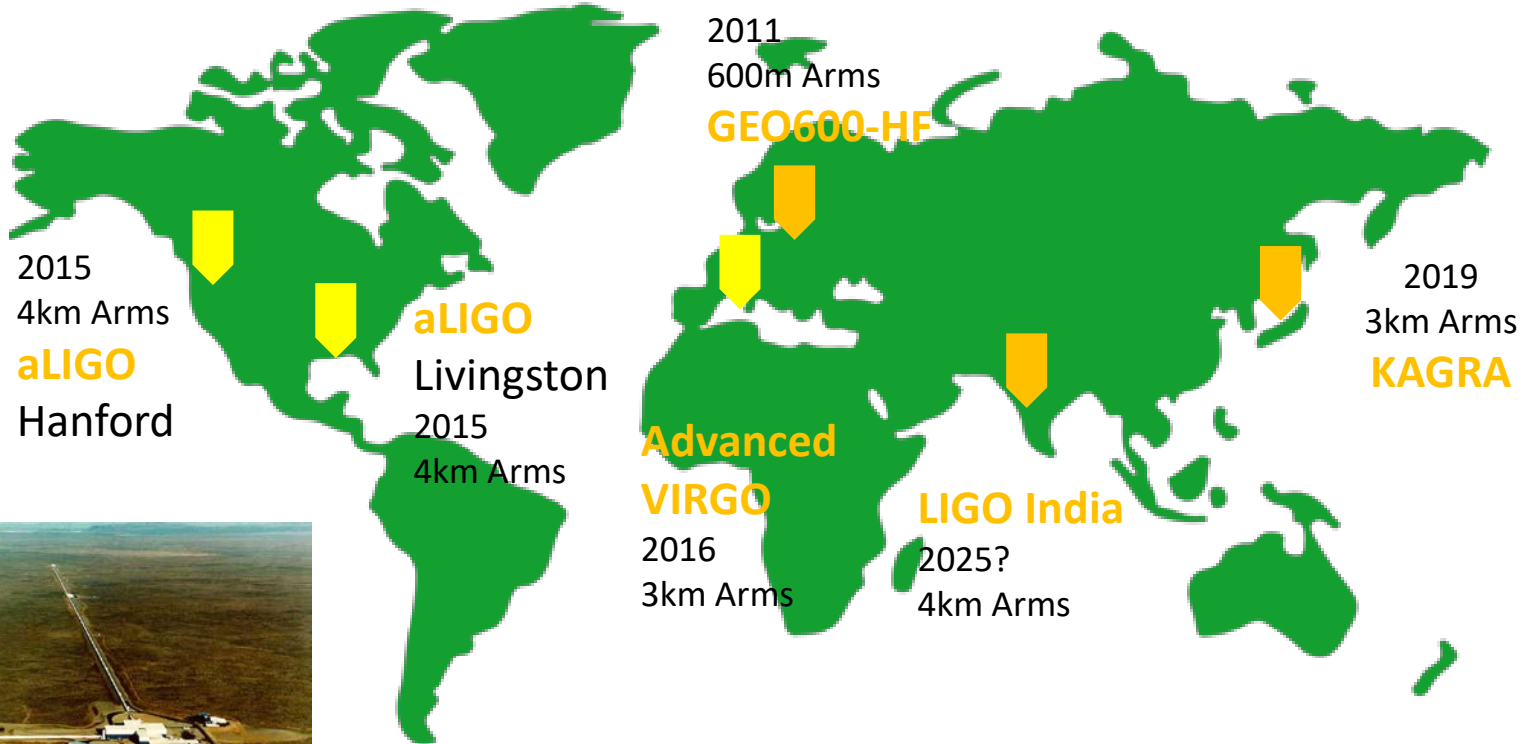 2011
600m Arms
GEO600-HF
2015
4km Arms
aLIGO
Hanford
aLIGO
Livingston
2015
4km Arms
Advanced
VIRGO
2016
3km Arms
LIGO India
2025?
4km Arms
2019
3km Arms
KAGRA